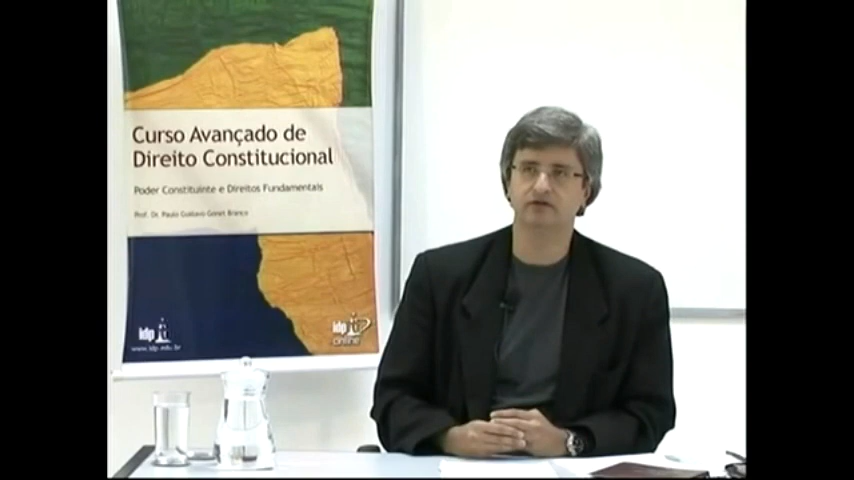 Curso Avançado de
Direito Constitucional
Poder Constituinte e Direitos Fundamentais
Prof. Dr. Paulo Gustavo Gonet Branco
idp
www.idp.edu.br
idp
online